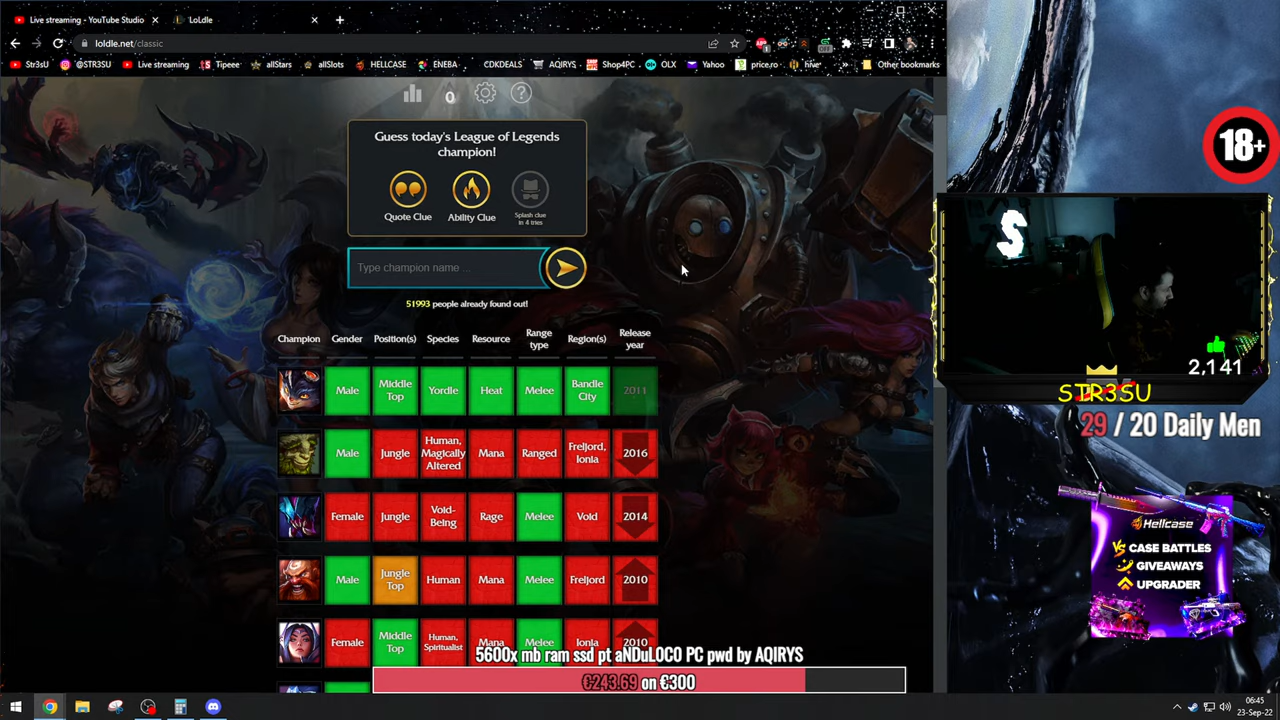 Live streaming - YouTube Studio
LoLdle
loldle.net/classic
Str3sU
@STR3SU
Live streaming
Tipeee
allStars
allSlots
HELLCASE
ENEBA
CDKDEALS
AQIRYS
Shop4PC
OLX
Yahoo
price.ro
hive
Other bookmarks
0
Guess today's League of Legends
champion!
Quote Clue
Ability Clue
Splash clue
in 4 tries
Type champion name ...
51993 people already found out!
Champion Gender Position(s) Species Resource Range type Region(s) Release year
Male Middle Top Yordle Heat Melee Bandle City 2011
Male Jungle Human, Magically Altered Mana Ranged Freljord, Ionia 2016
Female Jungle Void-Being Rage Melee Void 2014
Male Jungle Top Human Mana Melee Freljord 2010
Female Middle Top Human, Spiritualist Mana Melee Ionia 2010
5600x mb ram ssd pt aNDuLOCO PC pwd by AQIRYS
€243.69 on €300
18+
S
2,141
STR3SU
29 / 20 Daily Men
Hellcase
VS CASE BATTLES
GIVEAWAYS
UPGRADER
06:45
23-Sep-22